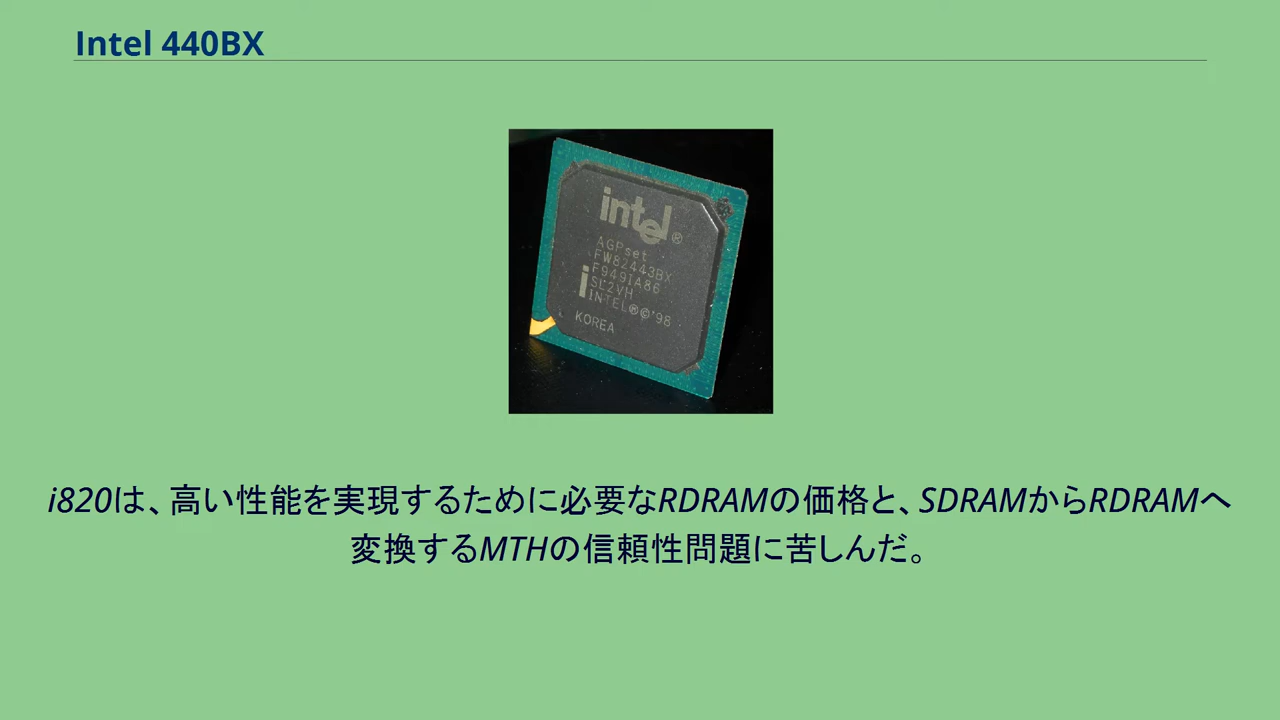 Intel 440BX
intel®
AGPset
FW82443BX
F949IA86
SL2VH
INTEL®©'98
KOREA
i820は、高い性能を実現するために必要なRDRAMの価格と、SDRAMからRDRAMへ
変換するMTHの信頼性問題に苦しんだ。